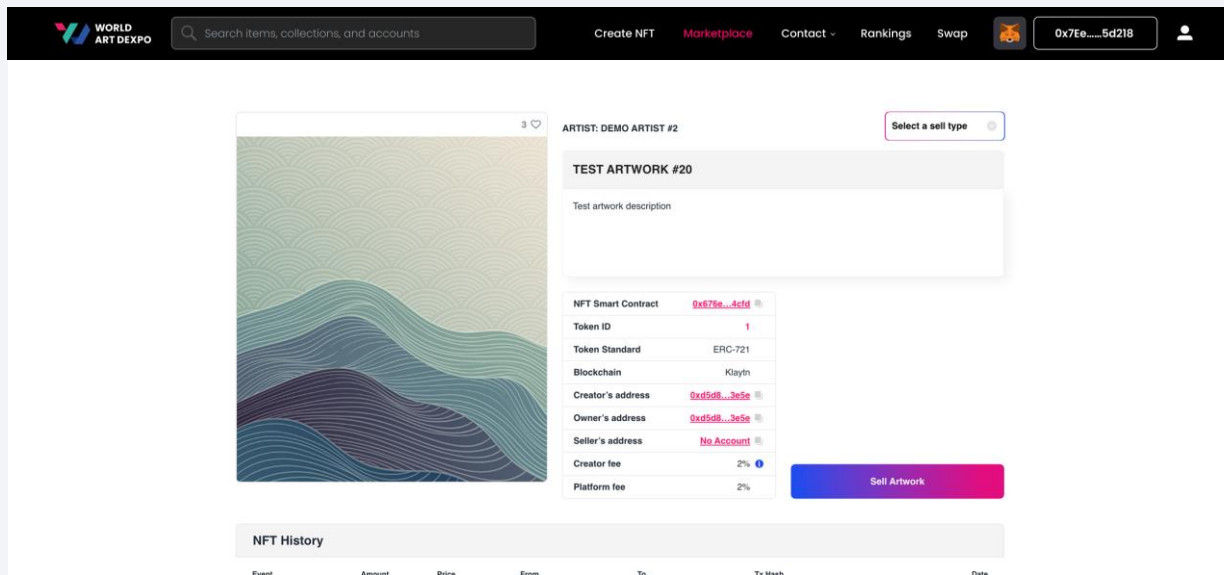 WORLD
ART DEXPO
Search items, collections, and accounts
Create NFT
Marketplace
Contact
Rankings
Swap
0x7Ee......5d218
3
ARTIST: DEMO ARTIST #2
Select a sell type
TEST ARTWORK #20
Test artwork description
NFT Smart Contract 0x676e...4cfd
Token ID 1
Token Standard ERC-721
Blockchain Klaytn
Creator's address 0xd5d8...3e5e
Owner's address 0xd5d8...3e5e
Seller's address No Account
Creator fee 2%
Platform fee 2%
Sell Artwork
NFT History
Event Amount Price From To Tx Hash Date